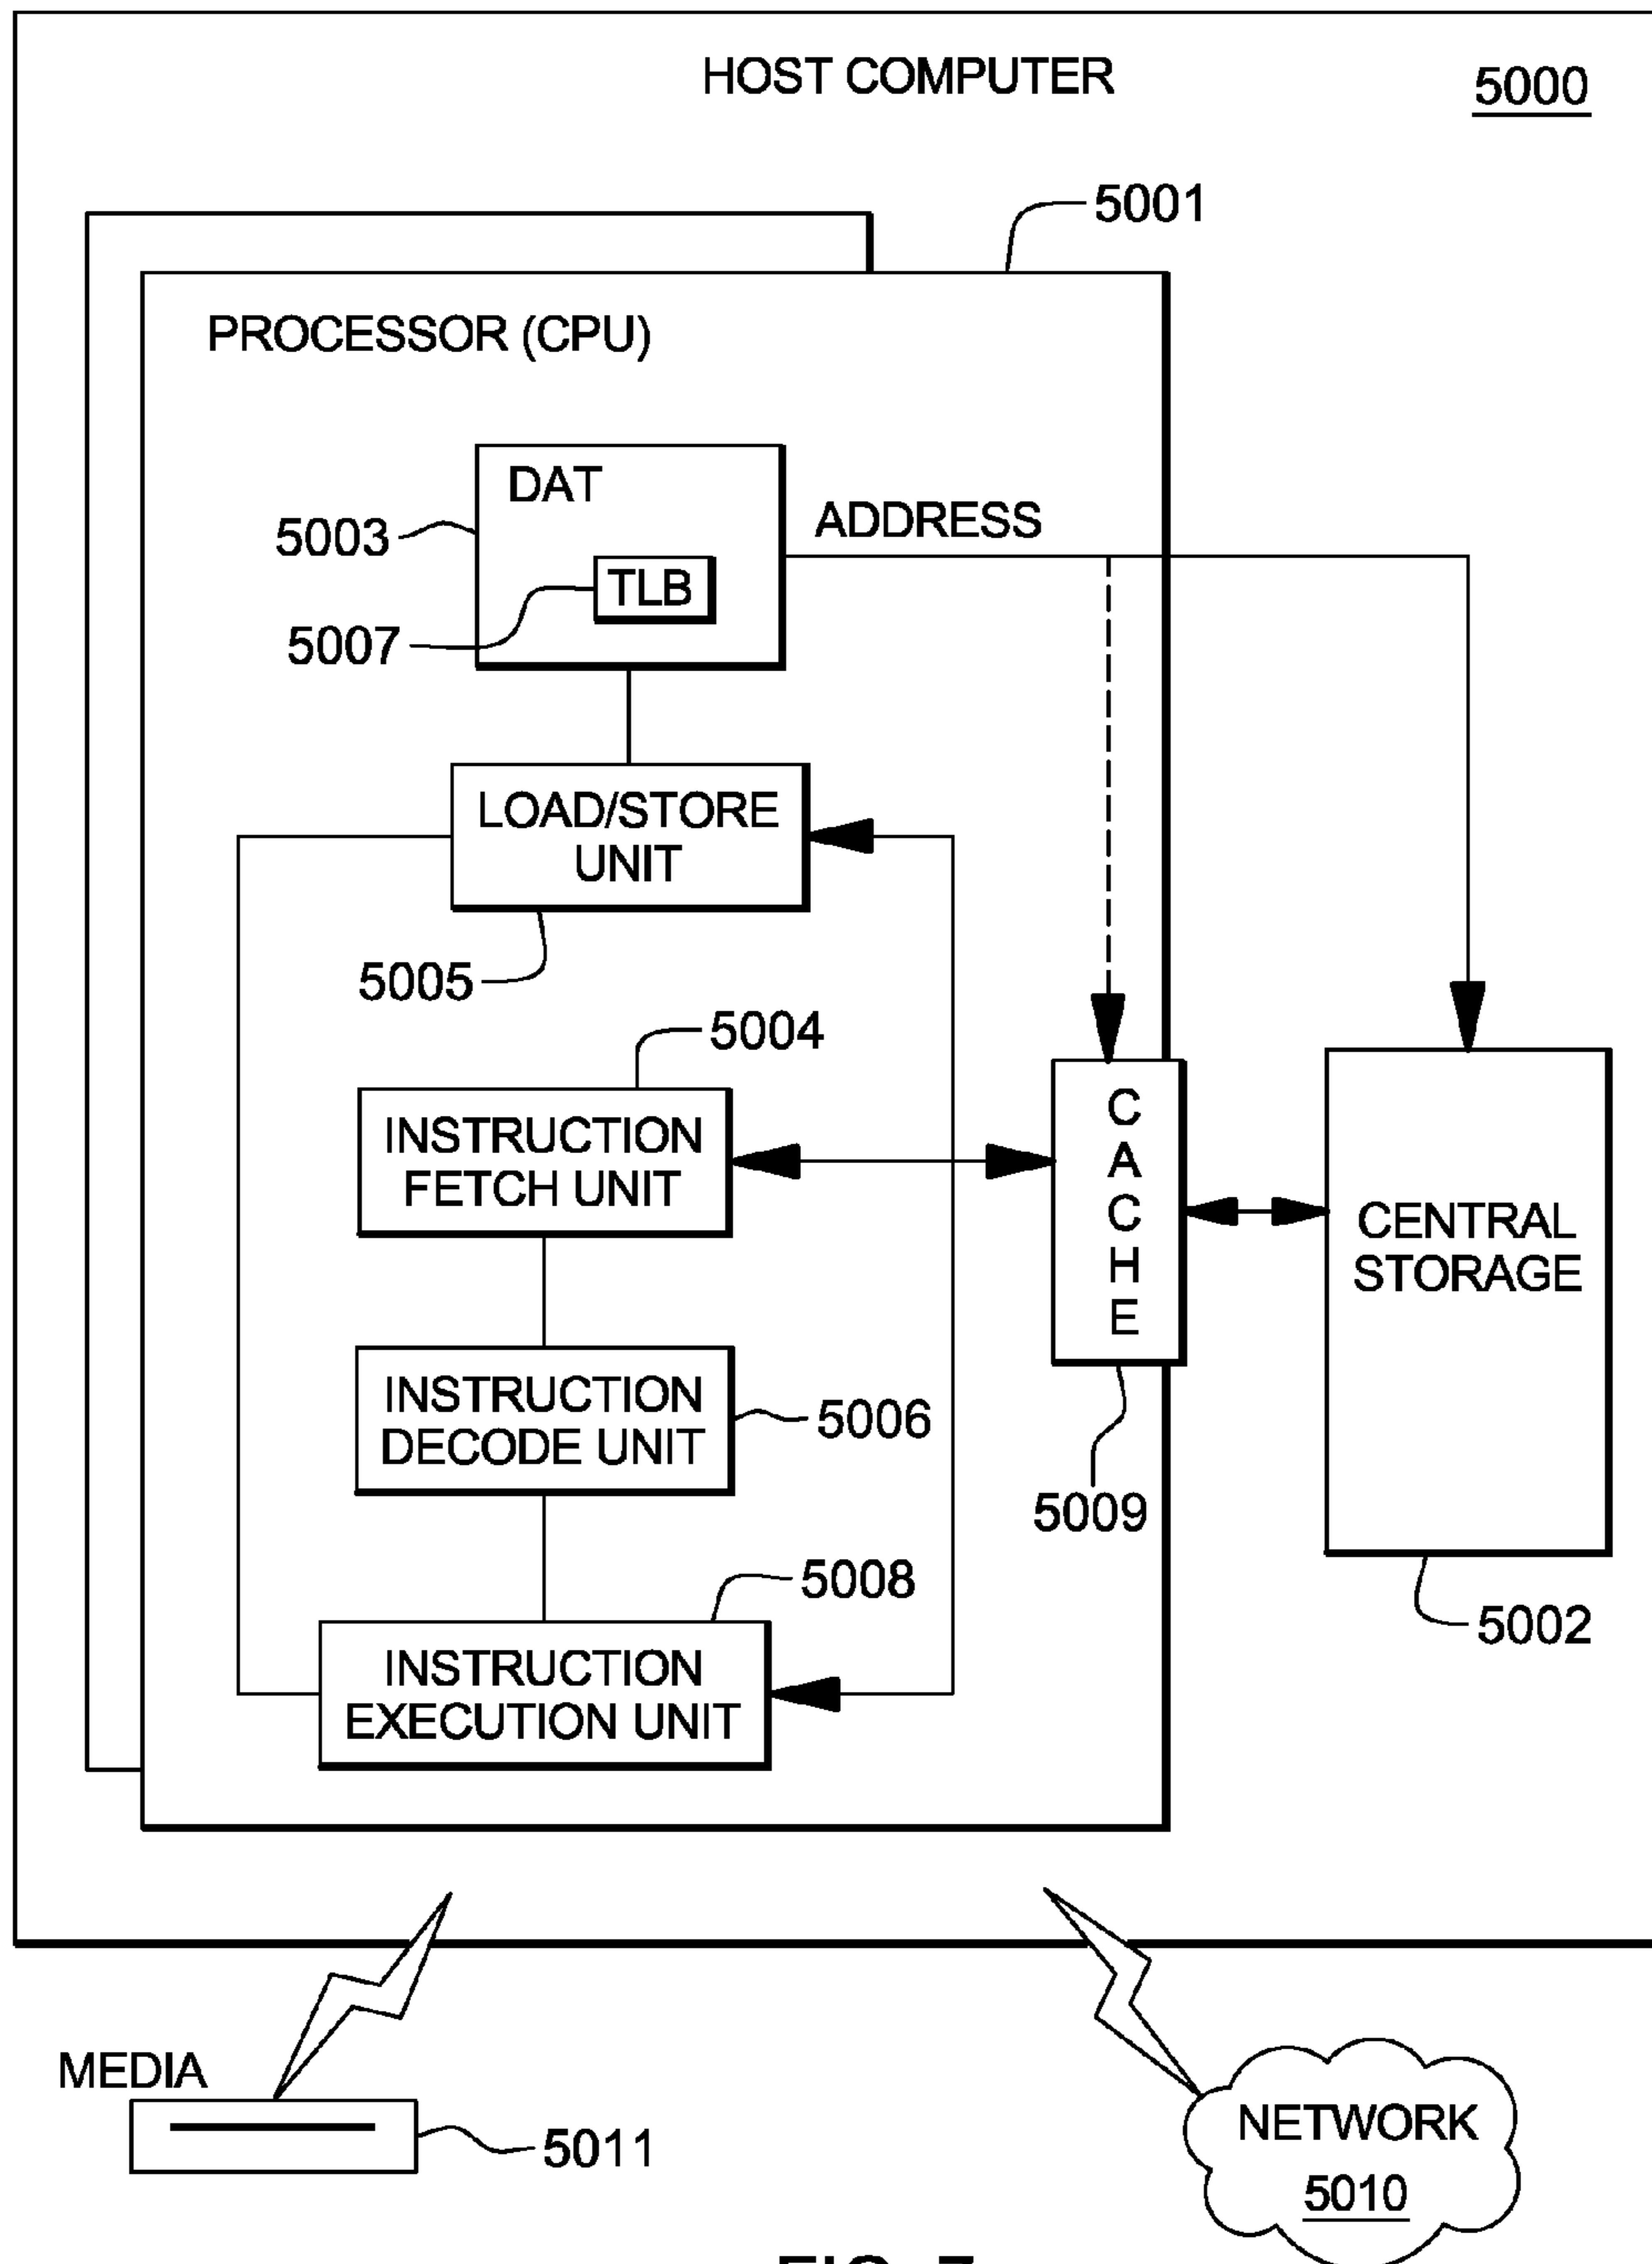 HOST COMPUTER
5000
5001
PROCESSOR (CPU)
DAT
ADDRESS
5003
TLB
5007
LOAD/STORE
UNIT
5005
5004
INSTRUCTION
FETCH UNIT
CACHE
CENTRAL
STORAGE
INSTRUCTION
DECODE UNIT
5006
5009
5008
5002
INSTRUCTION
EXECUTION UNIT
MEDIA
5011
NETWORK
5010